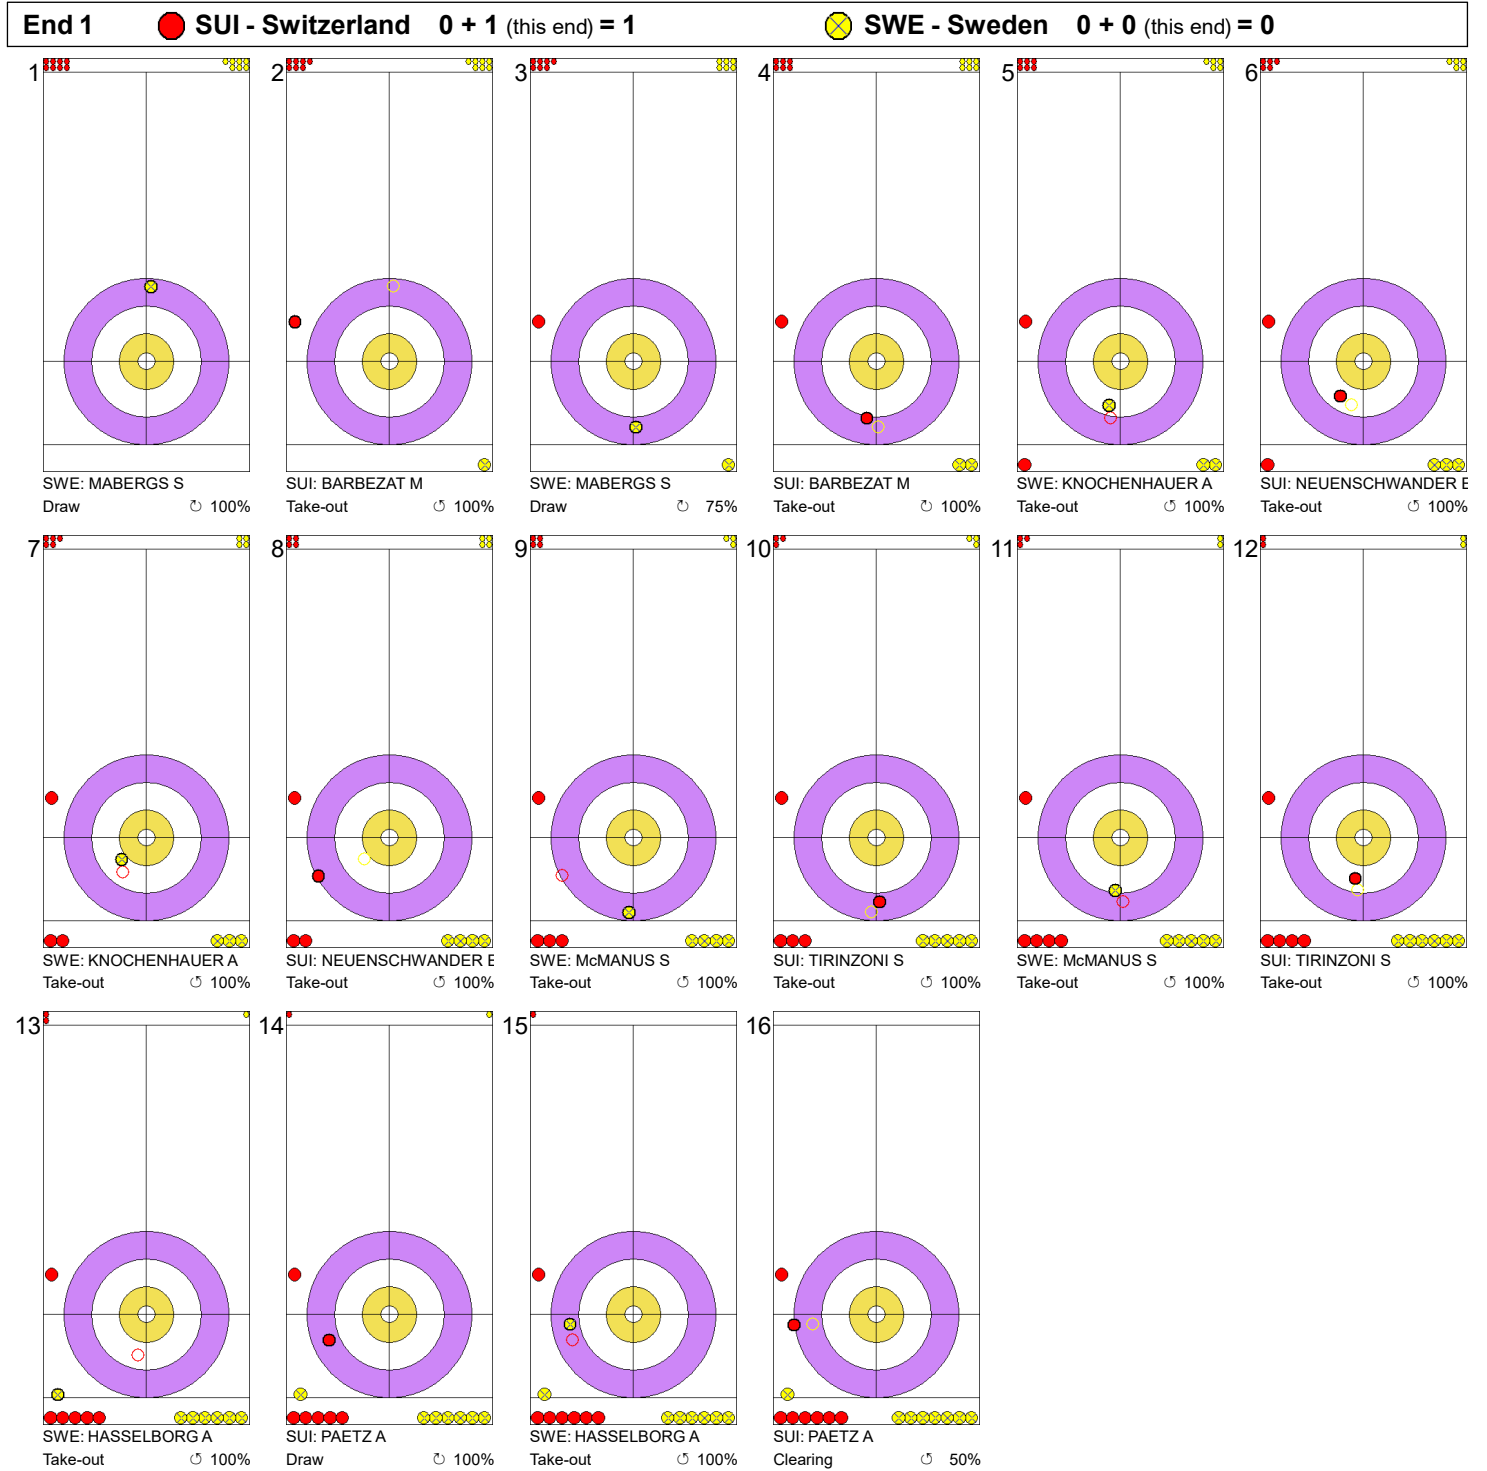 End 1 SUI - Switzerland 0 + 1 (this end) = 1 SWE - Sweden 0 + 0 (this end) = 0
1 2 3 4 5 6
SWE: MABERGS S SUI: BARBEZAT M SWE: MABERGS S SUI: BARBEZAT M SWE: KNOCHENHAUER A SUI: NEUENSCHWANDER E
Draw ↻ 100% Take-out ↺ 100% Draw ↻ 75% Take-out ↺ 100% Take-out ↺ 100% Take-out ↺ 100%
7 8 9 10 11 12
SWE: KNOCHENHAUER A SUI: NEUENSCHWANDER E SWE: McMANUS S SUI: TIRINZONI S SWE: McMANUS S SUI: TIRINZONI S
Take-out ↺ 100% Take-out ↺ 100% Take-out ↺ 100% Take-out ↺ 100% Take-out ↺ 100% Take-out ↺ 100%
13 14 15 16
SWE: HASSELBORG A SUI: PAETZ A SWE: HASSELBORG A SUI: PAETZ A
Take-out ↺ 100% Draw ↺ 100% Take-out ↺ 100% Clearing ↺ 50%